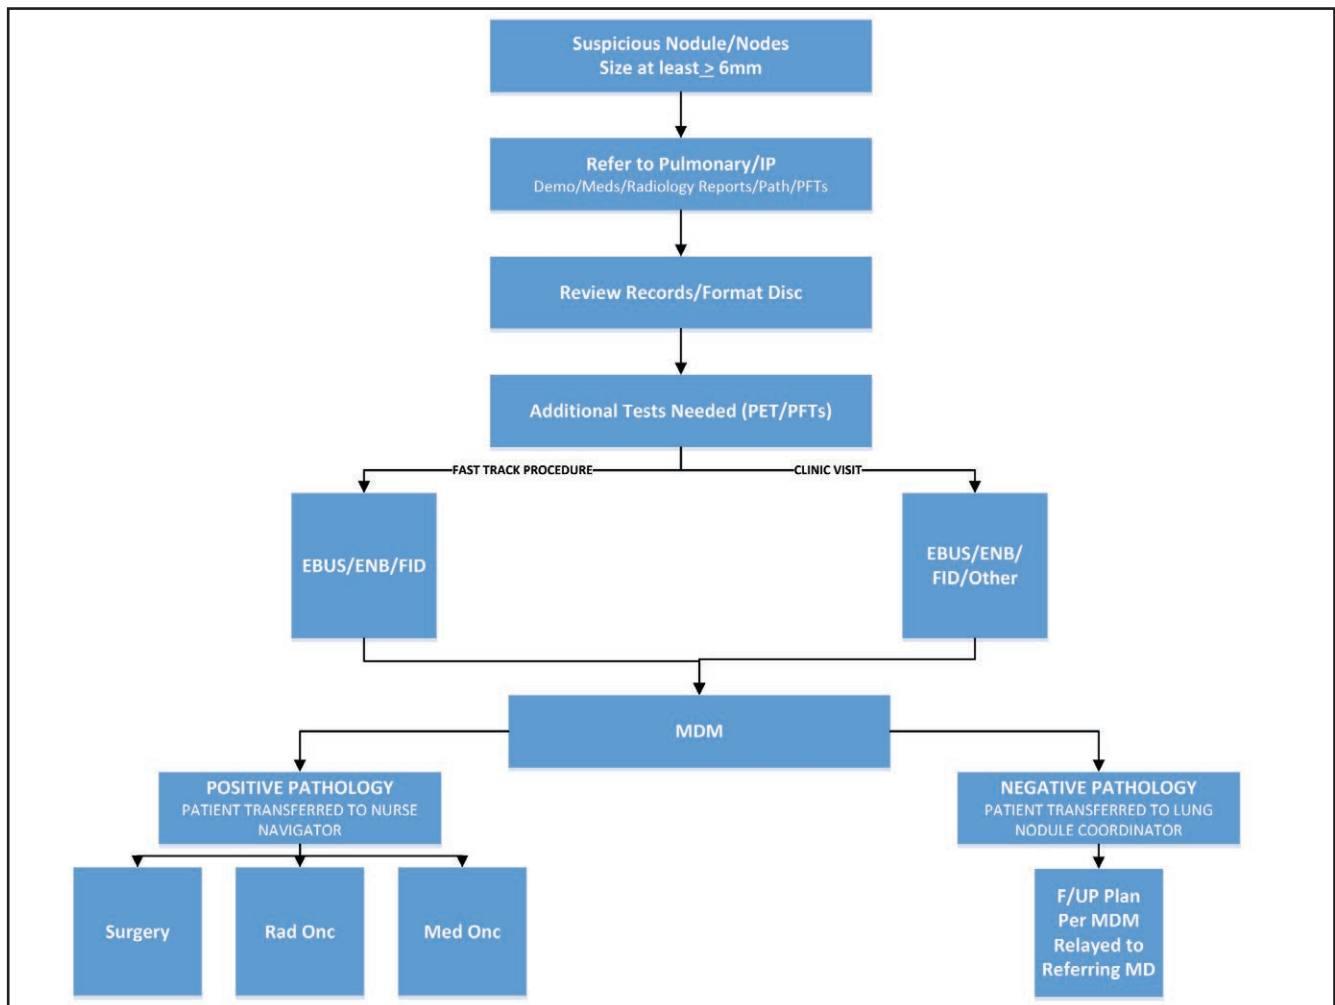 Suspicious Nodule/Nodes
Size at least ≥ 6mm
Refer to Pulmonary/IP
Demo/Meds/Radiology Reports/Path/PFTs
Review Records/Format Disc
Additional Tests Needed (PET/PFTs)
FAST TRACK PROCEDURE
CLINIC VISIT
EBUS/ENB/FID
EBUS/ENB/
FID/Other
MDM
POSITIVE PATHOLOGY
PATIENT TRANSFERRED TO NURSE
NAVIGATOR
NEGATIVE PATHOLOGY
PATIENT TRANSFERRED TO LUNG
NODULE COORDINATOR
Surgery
Rad Onc
Med Onc
F/UP Plan
Per MDM
Relayed to
Referring MD